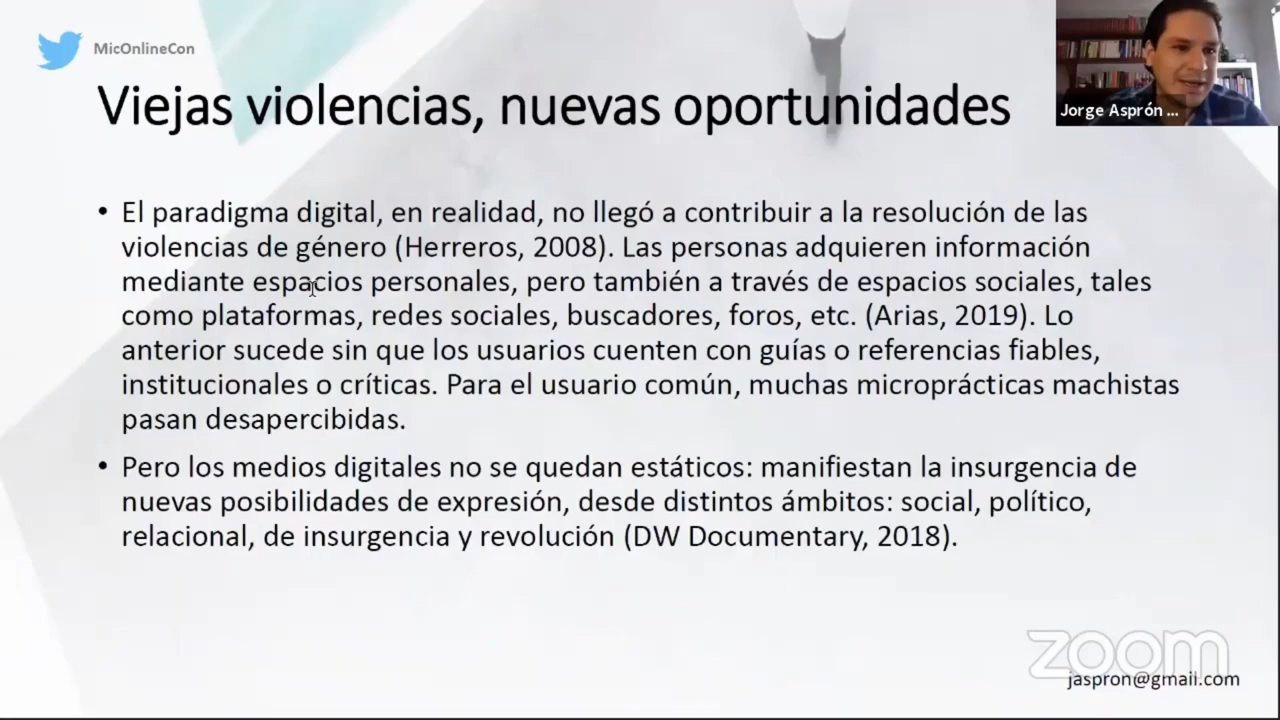 MicOnlineCon
Viejas violencias, nuevas oportunidades
Jorge Asprón ...
• El paradigma digital, en realidad, no llegó a contribuir a la resolución de las
violencias de género (Herreros, 2008). Las personas adquieren información
mediante espacios personales, pero también a través de espacios sociales, tales
como plataformas, redes sociales, buscadores, foros, etc. (Arias, 2019). Lo
anterior sucede sin que los usuarios cuenten con guías o referencias fiables,
institucionales o críticas. Para el usuario común, muchas microprácticas machistas
pasan desapercibidas.
• Pero los medios digitales no se quedan estáticos: manifiestan la insurgencia de
nuevas posibilidades de expresión, desde distintos ámbitos: social, político,
relacional, de insurgencia y revolución (DW Documentary, 2018).
zoom
jaspron@gmail.com